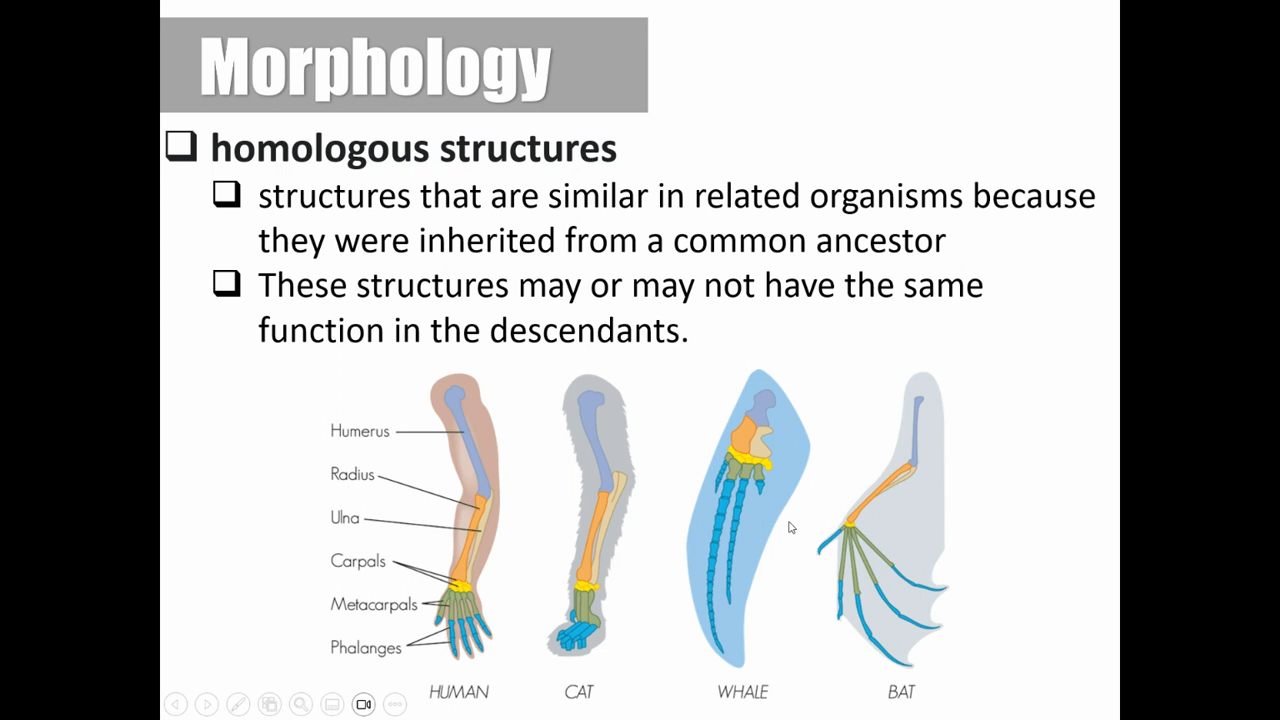 Morphology
homologous structures
structures that are similar in related organisms because
they were inherited from a common ancestor
These structures may or may not have the same
function in the descendants.
Humerus
Radius
Ulna
Carpals
Metacarpals
Phalanges
HUMAN
CAT
WHALE
BAT